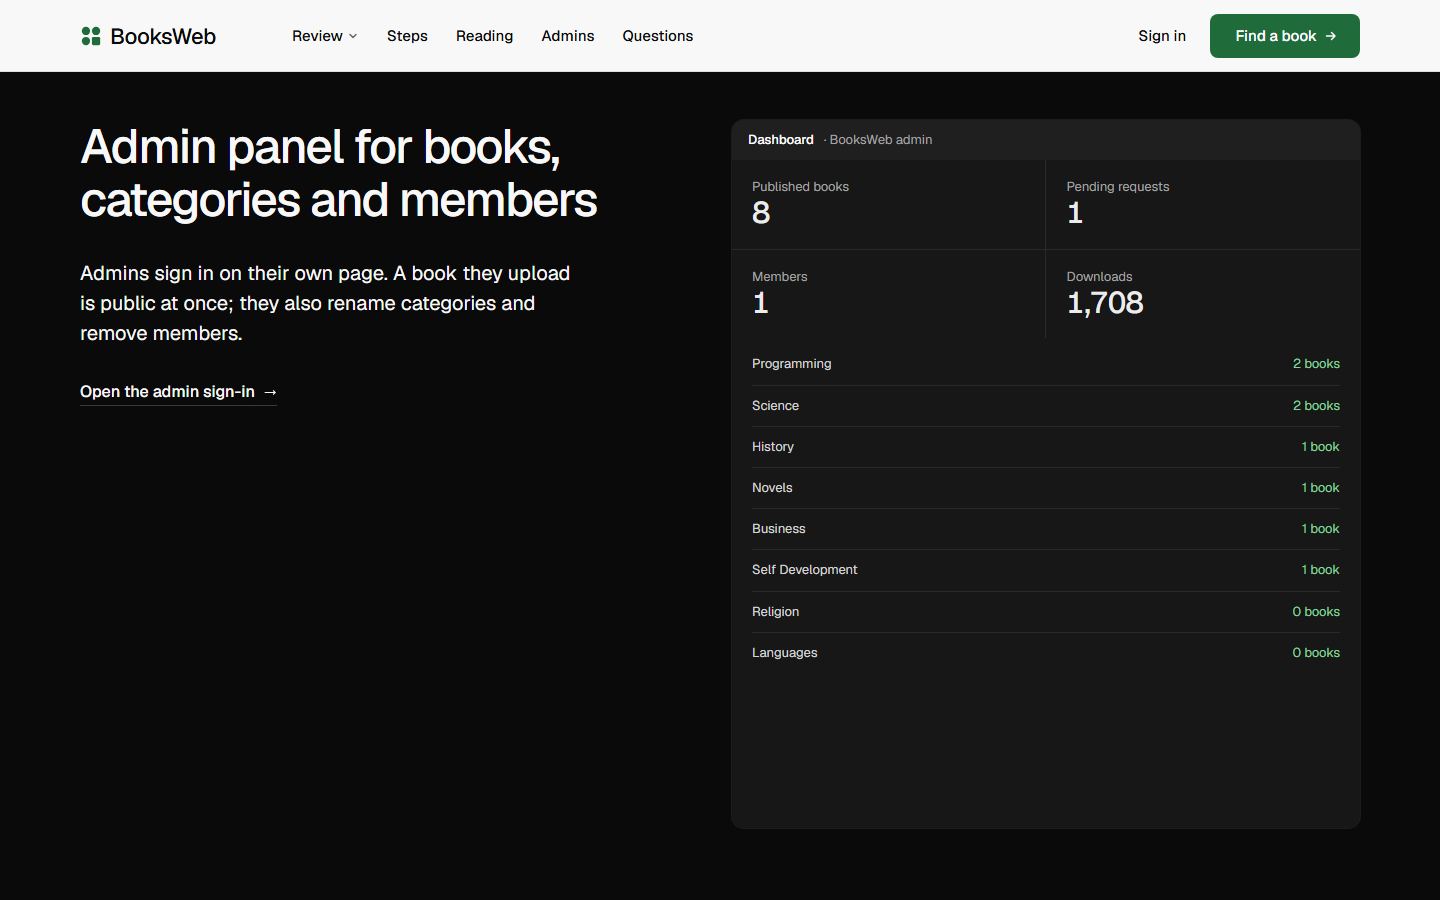 BooksWeb
Review
Steps
Reading
Admins
Questions
Sign in
Find a book →
Admin panel for books,
categories and members
Admins sign in on their own page. A book they upload
is public at once; they also rename categories and
remove members.
Open the admin sign-in →
Dashboard · BooksWeb admin
Published books
8
Pending requests
1
Members
1
Downloads
1,708
Programming 2 books
Science 2 books
History 1 book
Novels 1 book
Business 1 book
Self Development 1 book
Religion 0 books
Languages 0 books